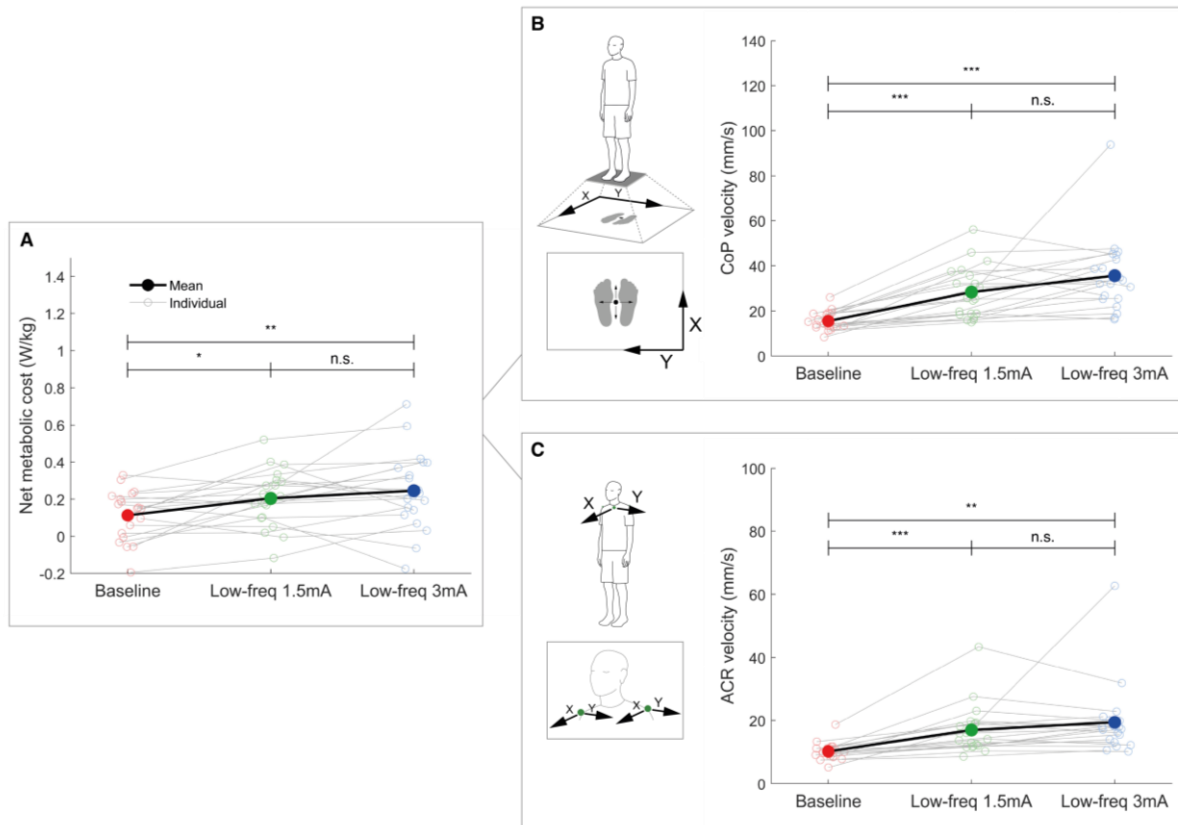 A
Net metabolic cost (W/kg)
1.4
1.2
1
0.8
0.6
0.4
0.2
0
-0.2
Mean
Individual
**
*
n.s.
Baseline
Low-freq 1.5mA
Low-freq 3mA
B
X
Y
X
Y
CoP velocity (mm/s)
140
120
100
80
60
40
20
0
***
***
n.s.
Baseline
Low-freq 1.5mA
Low-freq 3mA
C
X
Y
X
Y
X
Y
ACR velocity (mm/s)
100
80
60
40
20
0
**
***
n.s.
Baseline
Low-freq 1.5mA
Low-freq 3mA